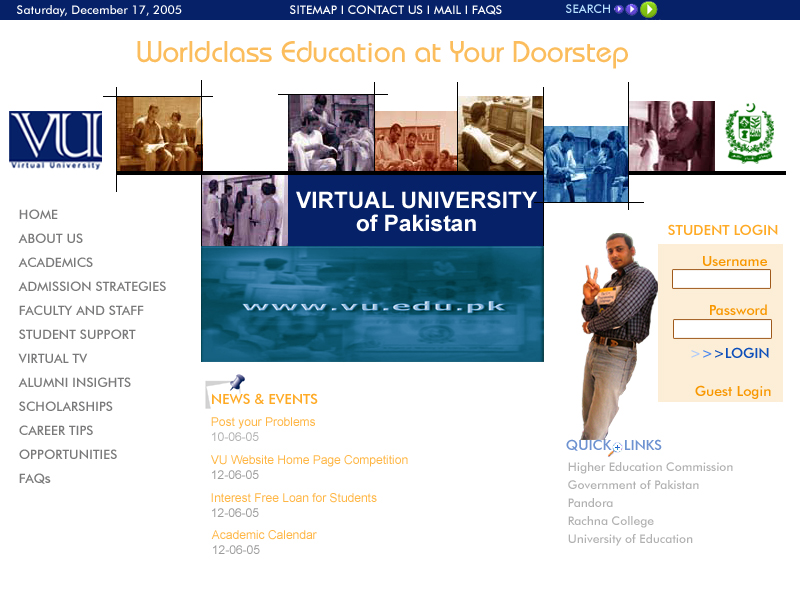 Saturday, December 17, 2005
SITEMAP I CONTACT US I MAIL I FAQS
SEARCH
Worldclass Education at Your Doorstep
VU
Virtual University
VU
VIRTUAL UNIVERSITY
of Pakistan
www.vu.edu.pk
HOME
ABOUT US
ACADEMICS
ADMISSION STRATEGIES
FACULTY AND STAFF
STUDENT SUPPORT
VIRTUAL TV
ALUMNI INSIGHTS
SCHOLARSHIPS
CAREER TIPS
OPPORTUNITIES
FAQs
NEWS & EVENTS
Post your Problems
10-06-05
VU Website Home Page Competition
12-06-05
Interest Free Loan for Students
12-06-05
Academic Calendar
12-06-05
STUDENT LOGIN
Username
Password
>>>LOGIN
Guest Login
QUICK LINKS
Higher Education Commission
Government of Pakistan
Pandora
Rachna College
University of Education